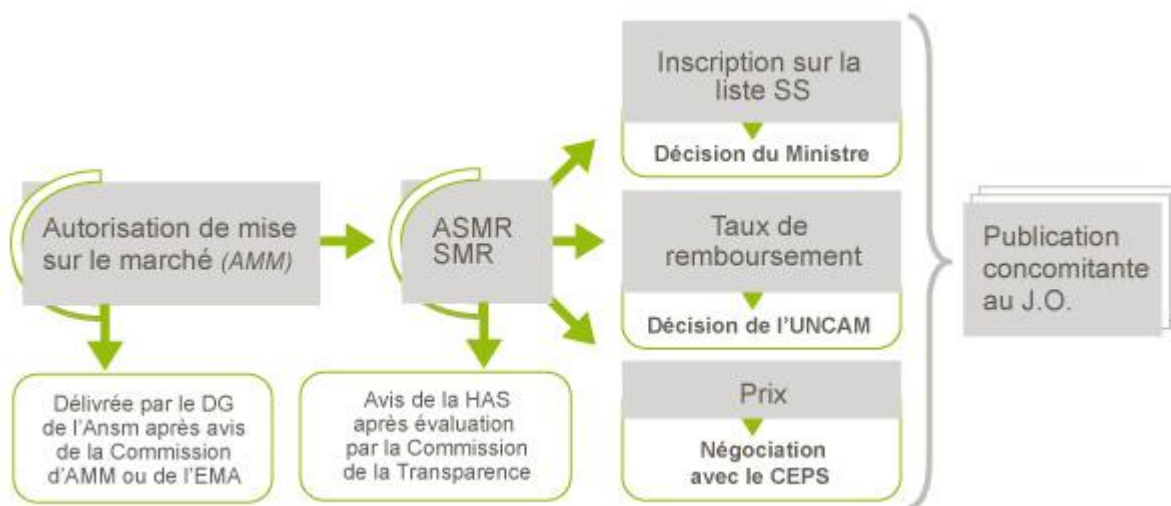 Autorisation de mise
sur le marché (AMM)
Délivrée par le DG
de l'Ansm après avis
de la Commission
d'AMM ou de l'EMA
ASMR
SMR
Avis de la HAS
après évaluation
par la Commission
de la Transparence
Inscription sur la
liste SS
Décision du Ministre
Taux de
remboursement
Décision de l'UNCAM
Prix
Négociation
avec le CEPS
Publication
concomitante
au J.O.